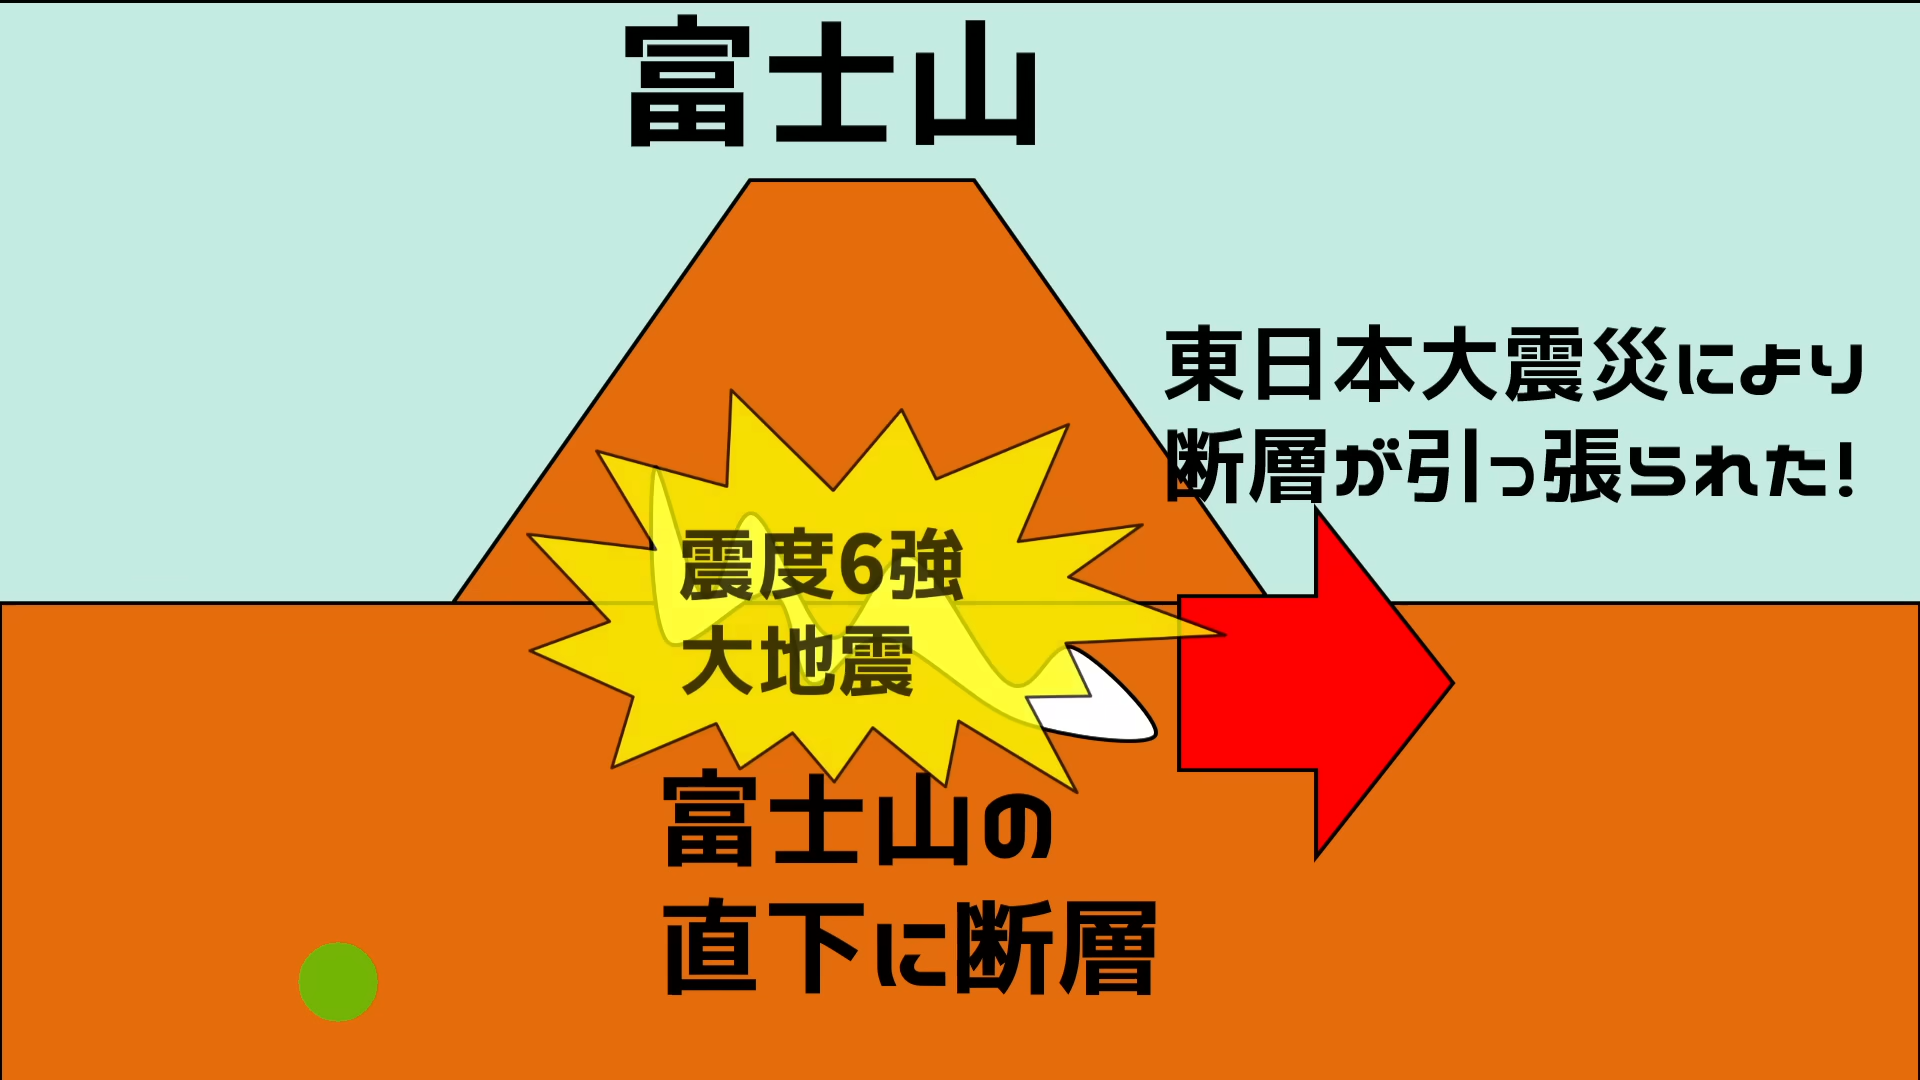 富士山
東日本大震災により
断層が引っ張られた!
震度6強
大地震
富士山の
直下に断層